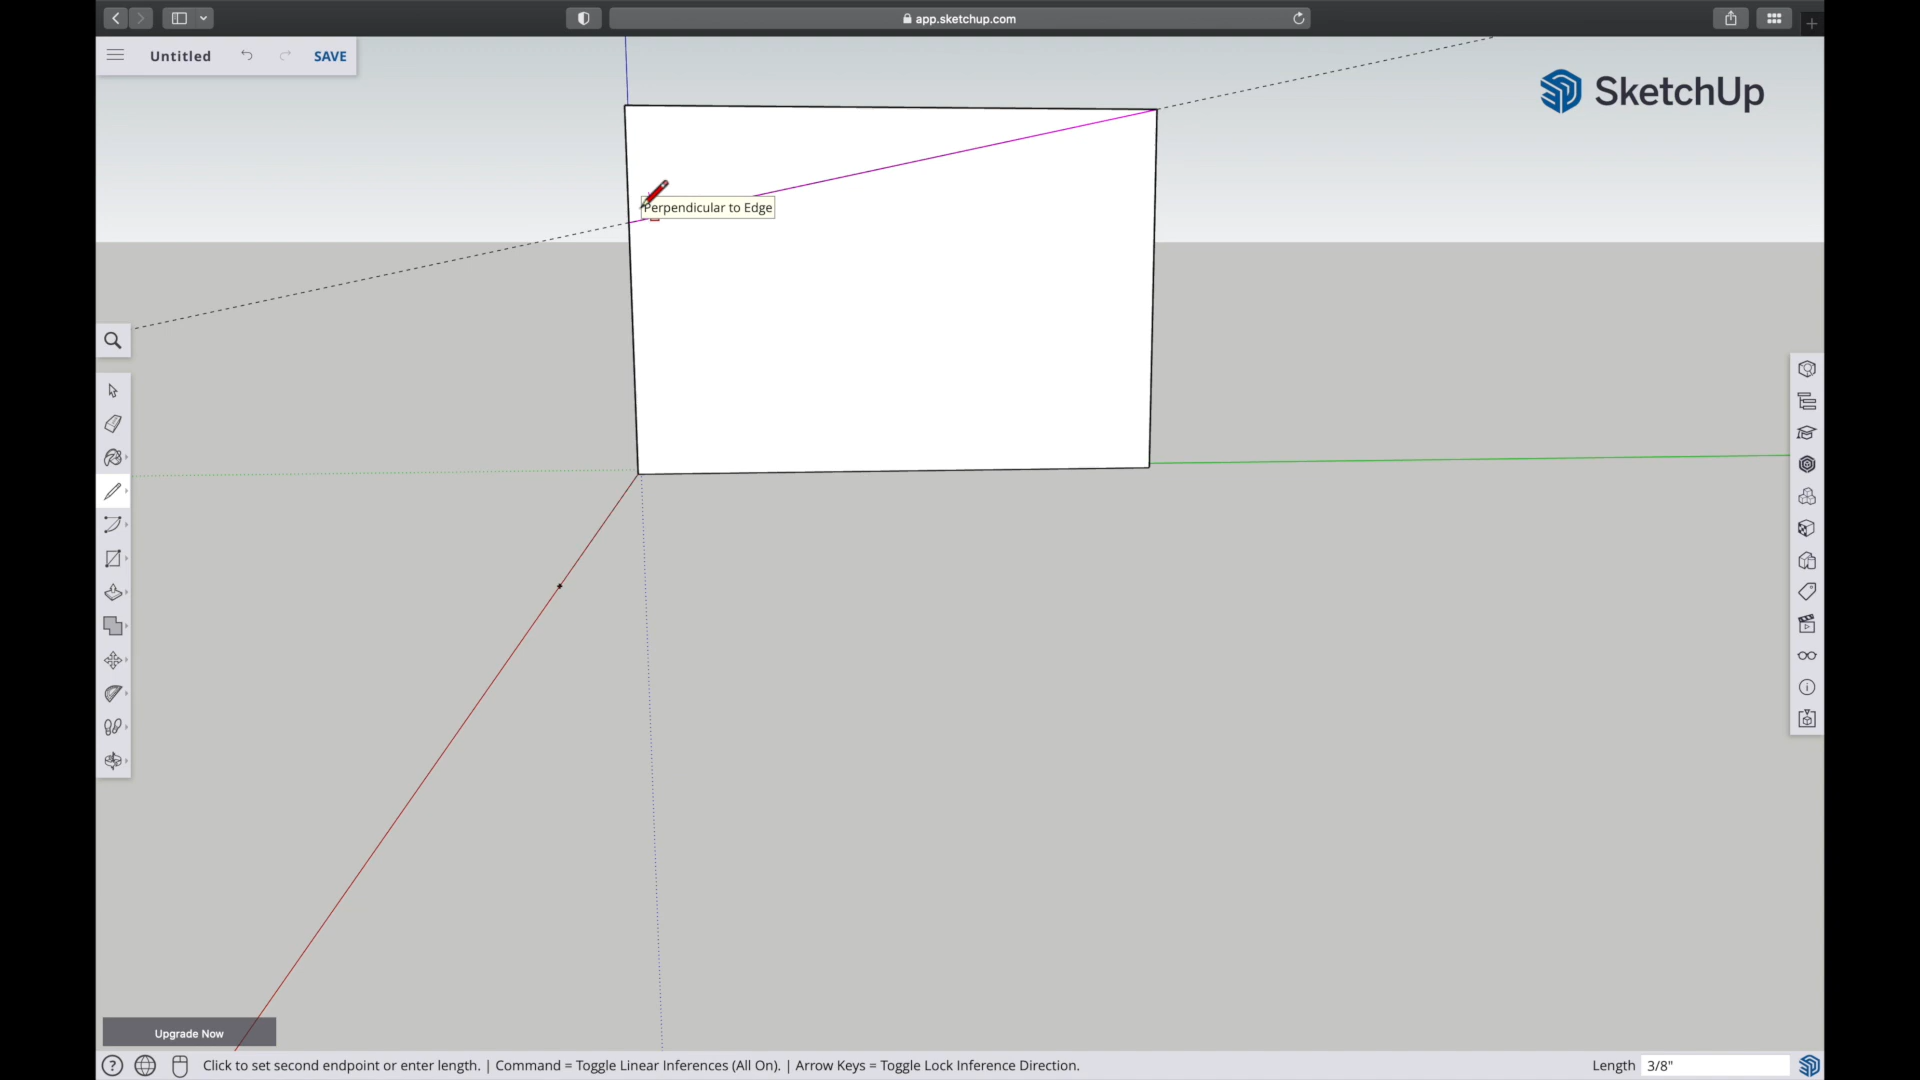 app.sketchup.com
Untitled
SAVE
SketchUp
Perpendicular to Edge
Upgrade Now
Click to set second endpoint or enter length. | Command = Toggle Linear Inferences (All On). | Arrow Keys = Toggle Lock Inference Direction.
Length 3/8"